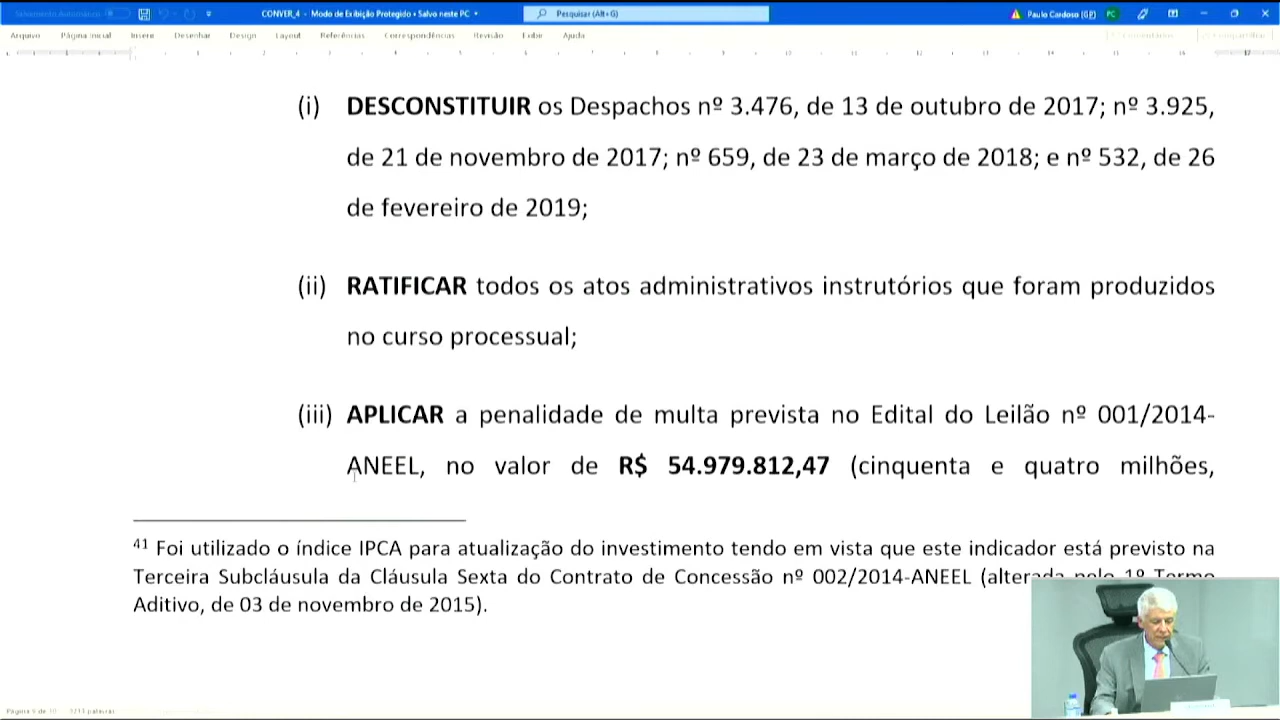 CONVER_4 - Modo de Exibição Protegido • Salvo neste PC
Pesquisar (Alt+G)
Paulo Cardoso (GP)
PC
Arquivo Página Inicial Inserir Desenhar Design Layout Referências Correspondências Revisão Exibir Ajuda
(i) DESCONSTITUIR os Despachos nº 3.476, de 13 de outubro de 2017; nº 3.925,
de 21 de novembro de 2017; nº 659, de 23 de março de 2018; e nº 532, de 26
de fevereiro de 2019;
(ii) RATIFICAR todos os atos administrativos instrutórios que foram produzidos
no curso processual;
(iii) APLICAR a penalidade de multa prevista no Edital do Leilão nº 001/2014-
ANEEL, no valor de R$ 54.979.812,47 (cinquenta e quatro milhões,
41 Foi utilizado o índice IPCA para atualização do investimento tendo em vista que este indicador está previsto na
Terceira Subcláusula da Cláusula Sexta do Contrato de Concessão nº 002/2014-ANEEL (alterada pelo 1º Termo
Aditivo, de 03 de novembro de 2015).